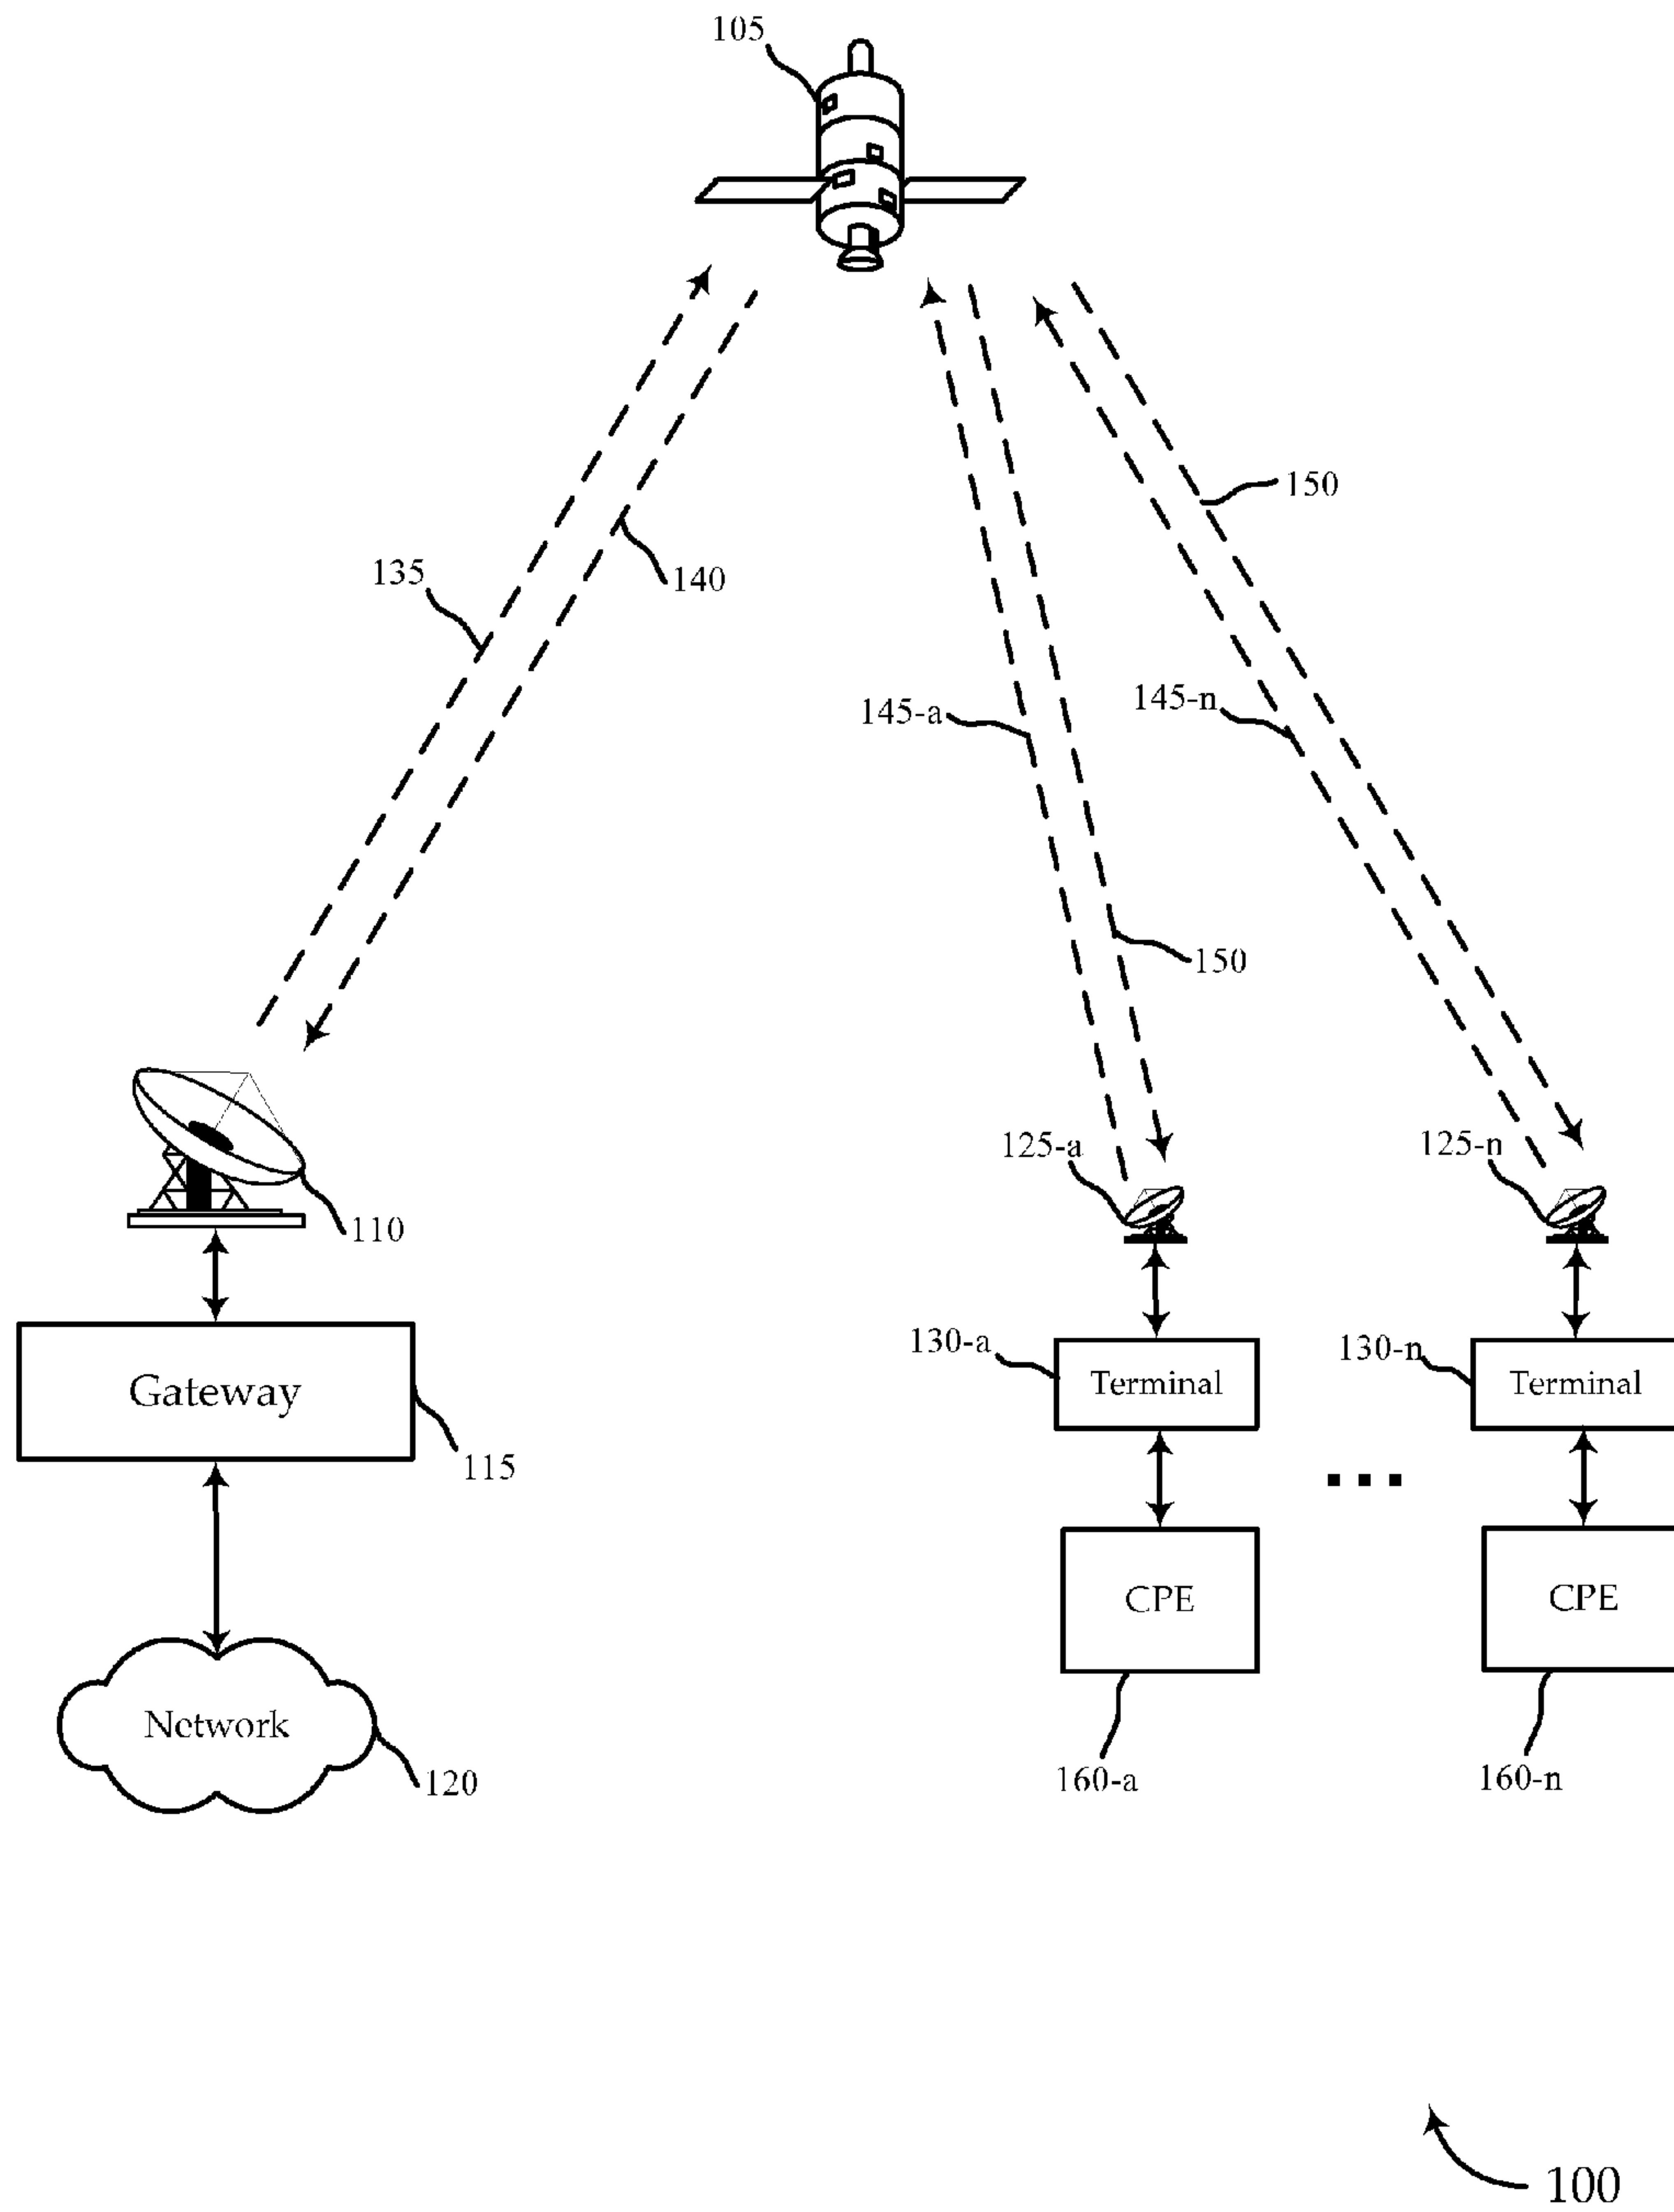 105
150
135
140
145-n
145-a
150
125-a
125-n
110
130-a
130-n
Gateway
Terminal
Terminal
115
CPE
CPE
Network
120
160-a
160-n
100